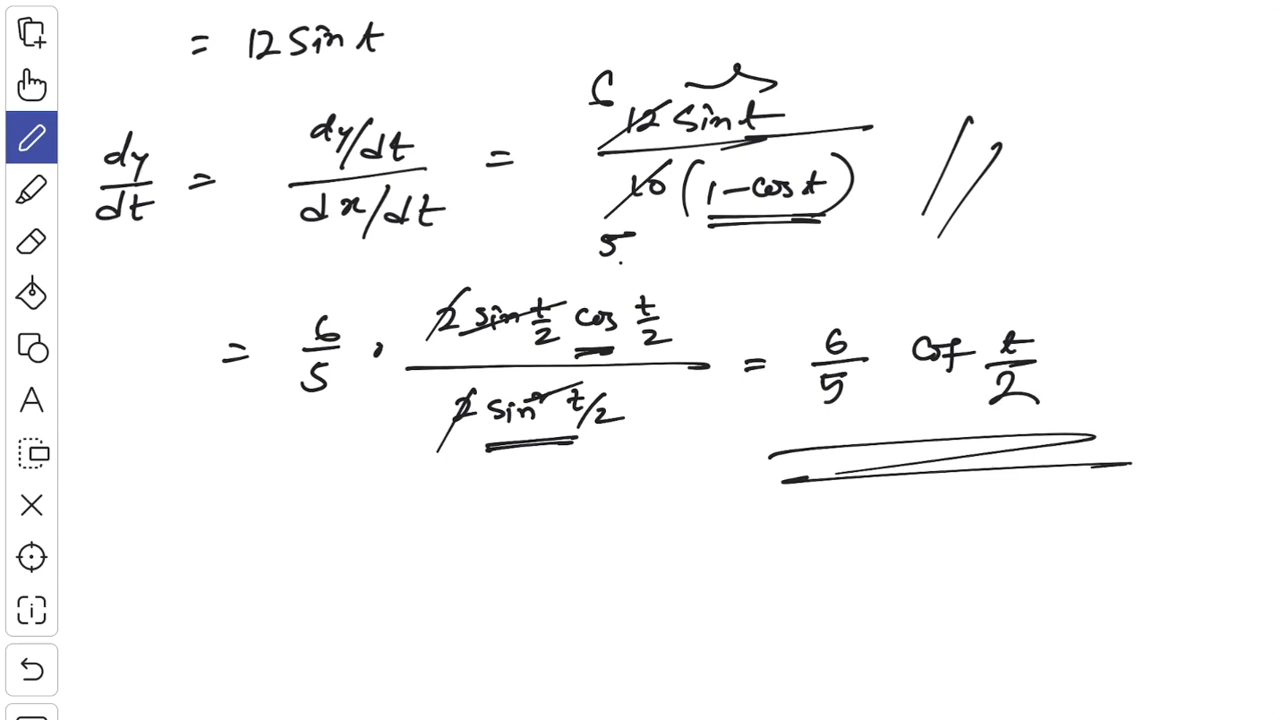 = 12 Sin t
dy/dt = (dy/dt)/(dx/dt) = 6 12 Sin t / 10 5 (1 - cos t)
= 6/5 · (2 sin t/2 cos t/2)/(2 sin² t/2) = 6/5 cot t/2